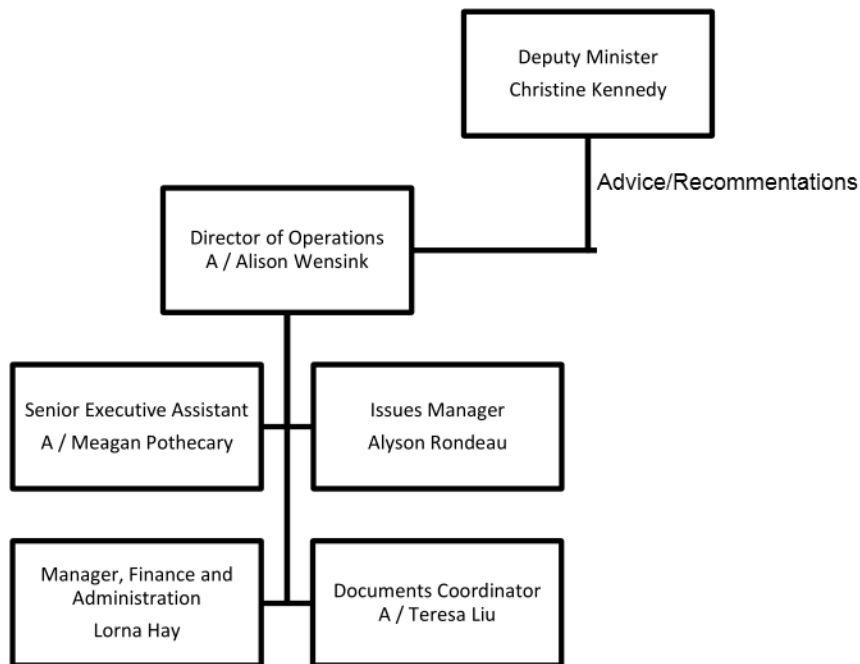 Deputy Minister
Christine Kennedy
Advice/Recommentations
Director of Operations
A / Alison Wensink
Senior Executive Assistant
A / Meagan Pothecary
Issues Manager
Alyson Rondeau
Manager, Finance and
Administration
Lorna Hay
Documents Coordinator
A / Teresa Liu